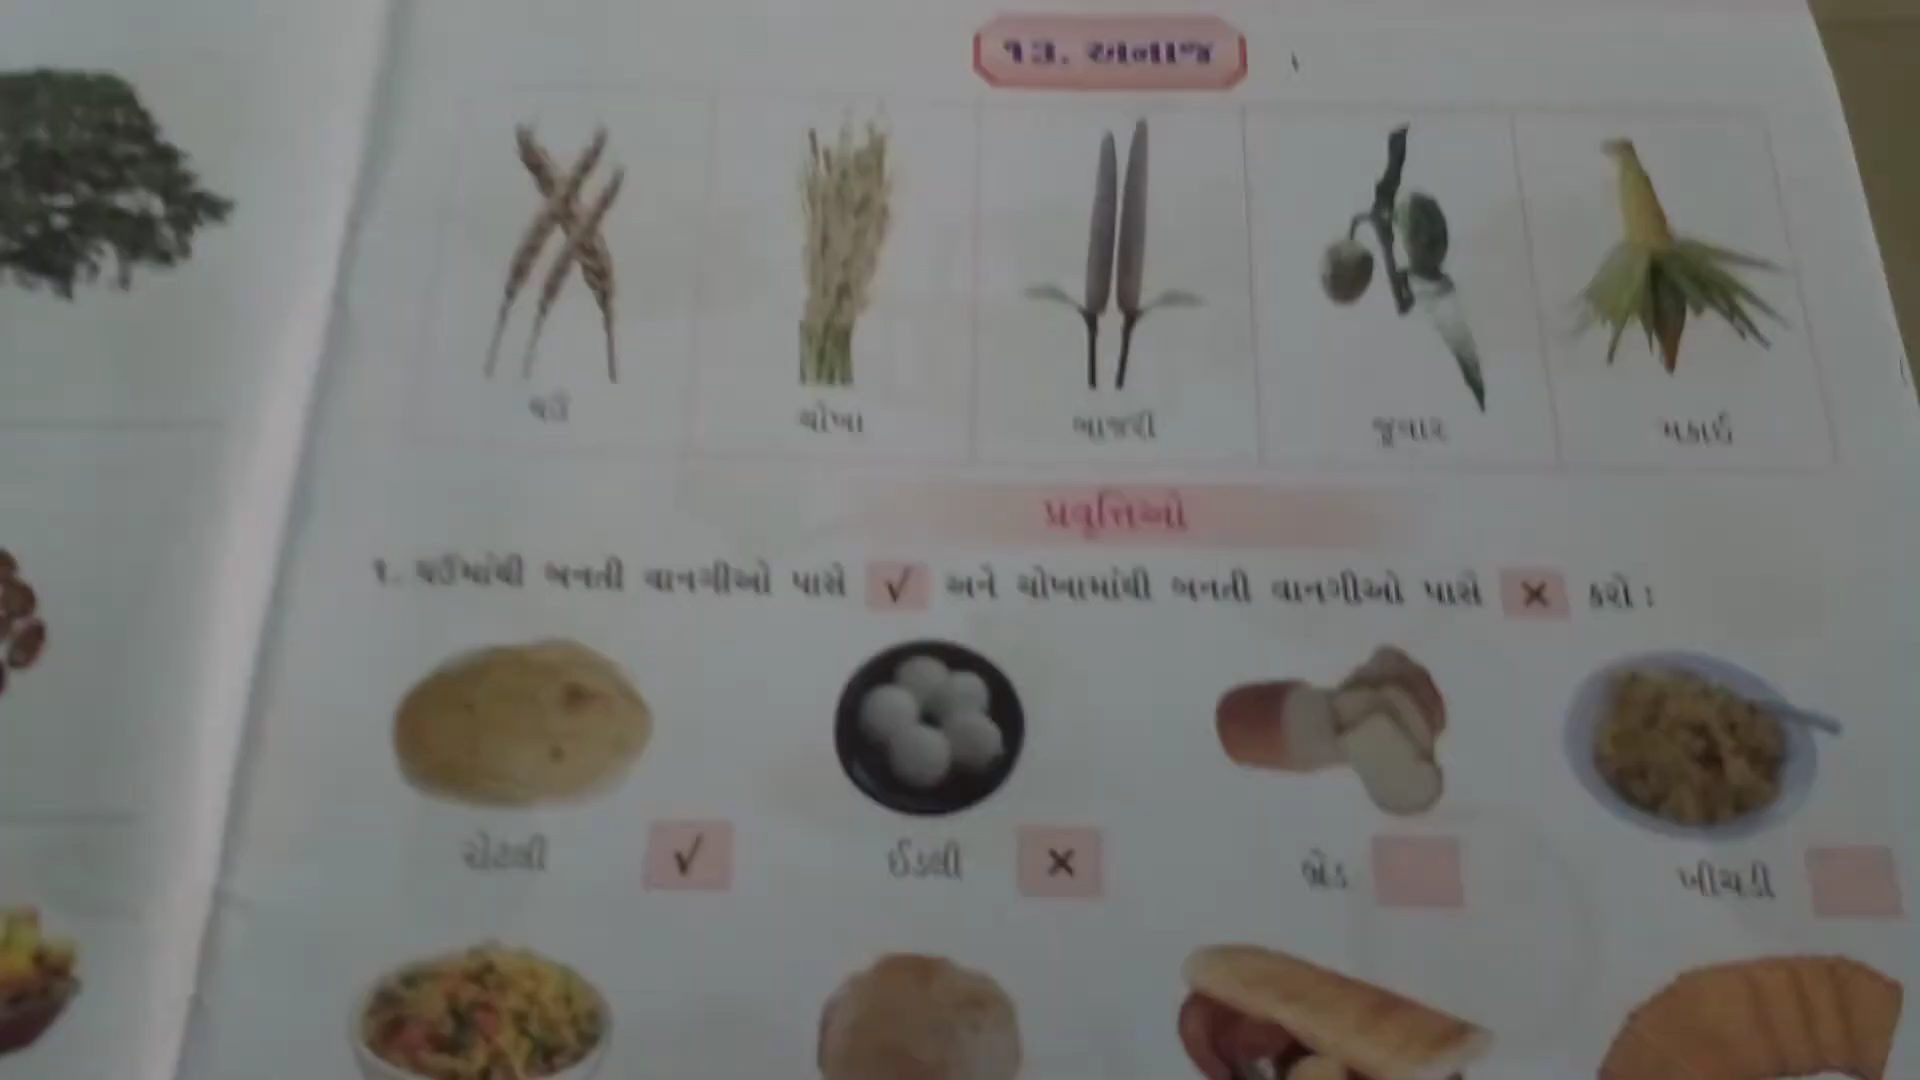 ૧૩. અનાજ
ઘઉં
ચોખા
બાજરી
જૂવાર
મકાઈ
પ્રવૃત્તિઓ
૧. ઘઉંમાંથી બનતી વાનગીઓ પાસે √ અને ચોખામાંથી બનતી વાનગીઓ પાસે × કરો :
રોટલી √
ઈડલી ×
બ્રેડ
ખીચડી